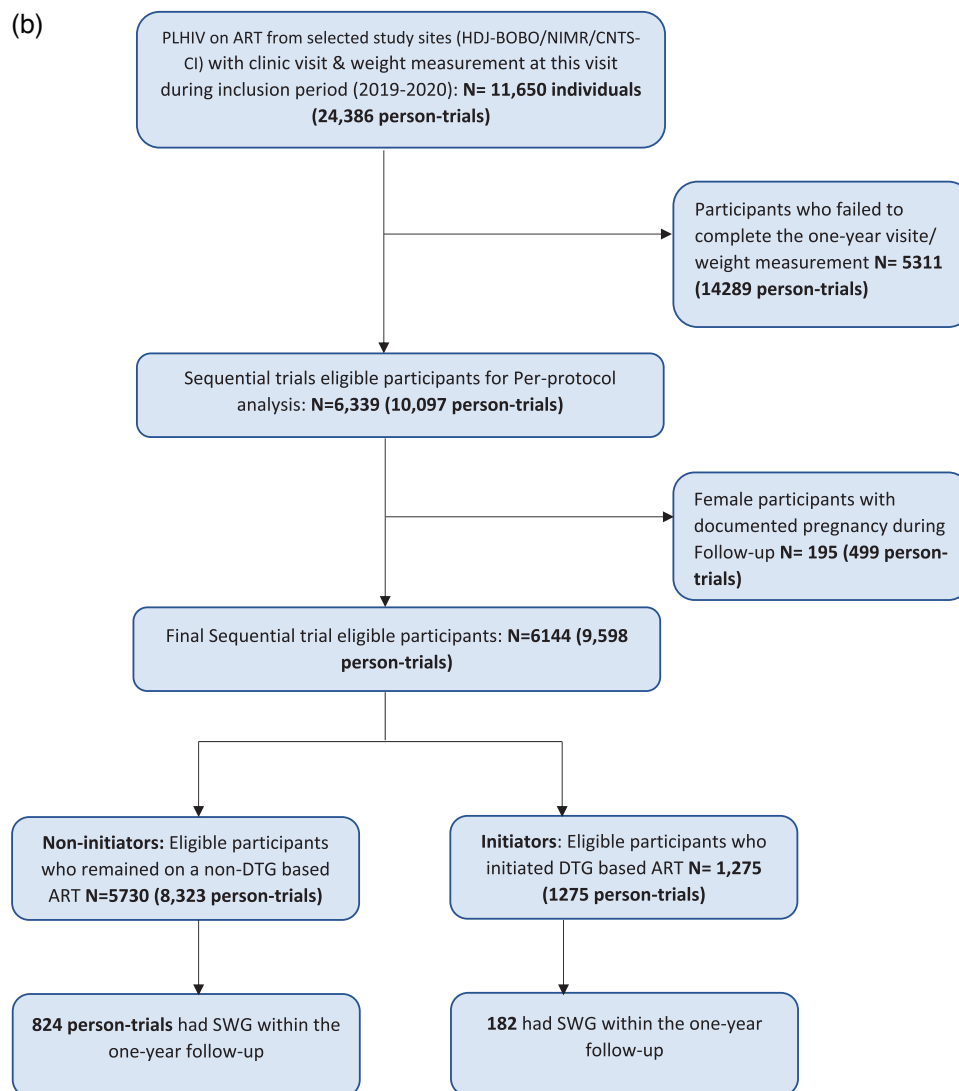 (b)
PLHIV on ART from selected study sites (HDJ-BOBO/NIMR/CNTS-
CI) with clinic visit & weight measurement at this visit
during inclusion period (2019-2020): N= 11,650 individuals
(24,386 person-trials)
Participants who failed to
complete the one-year visite/
weight measurement N= 5311
(14289 person-trials)
Sequential trials eligible participants for Per-protocol
analysis: N=6,339 (10,097 person-trials)
Female participants with
documented pregnancy during
Follow-up N= 195 (499 person-
trials)
Final Sequential trial eligible participants: N=6144 (9,598
person-trials)
Non-initiators: Eligible participants
who remained on a non-DTG based
ART N=5730 (8,323 person-trials)
Initiators: Eligible participants who
initiated DTG based ART N= 1,275
(1275 person-trials)
824 person-trials had SWG within the
one-year follow-up
182 had SWG within the one-year
follow-up